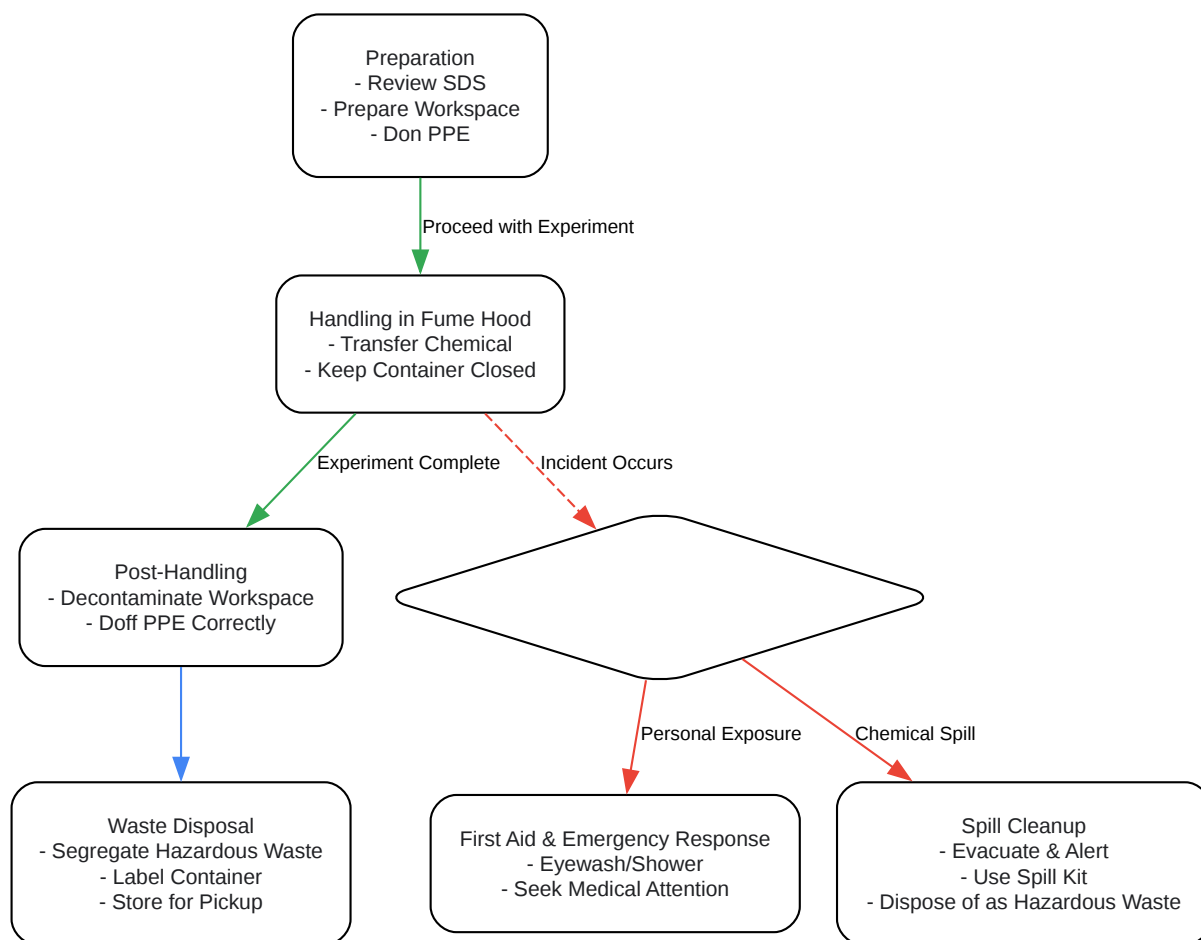 Preparation
- Review SDS
- Prepare Workspace
- Don PPE
Proceed with Experiment
Handling in Fume Hood
- Transfer Chemical
- Keep Container Closed
Experiment Complete
Incident Occurs
Post-Handling
- Decontaminate Workspace
- Doff PPE Correctly
Personal Exposure
Chemical Spill
Waste Disposal
- Segregate Hazardous Waste
- Label Container
- Store for Pickup
First Aid & Emergency Response
- Eyewash/Shower
- Seek Medical Attention
Spill Cleanup
- Evacuate & Alert
- Use Spill Kit
- Dispose of as Hazardous Waste